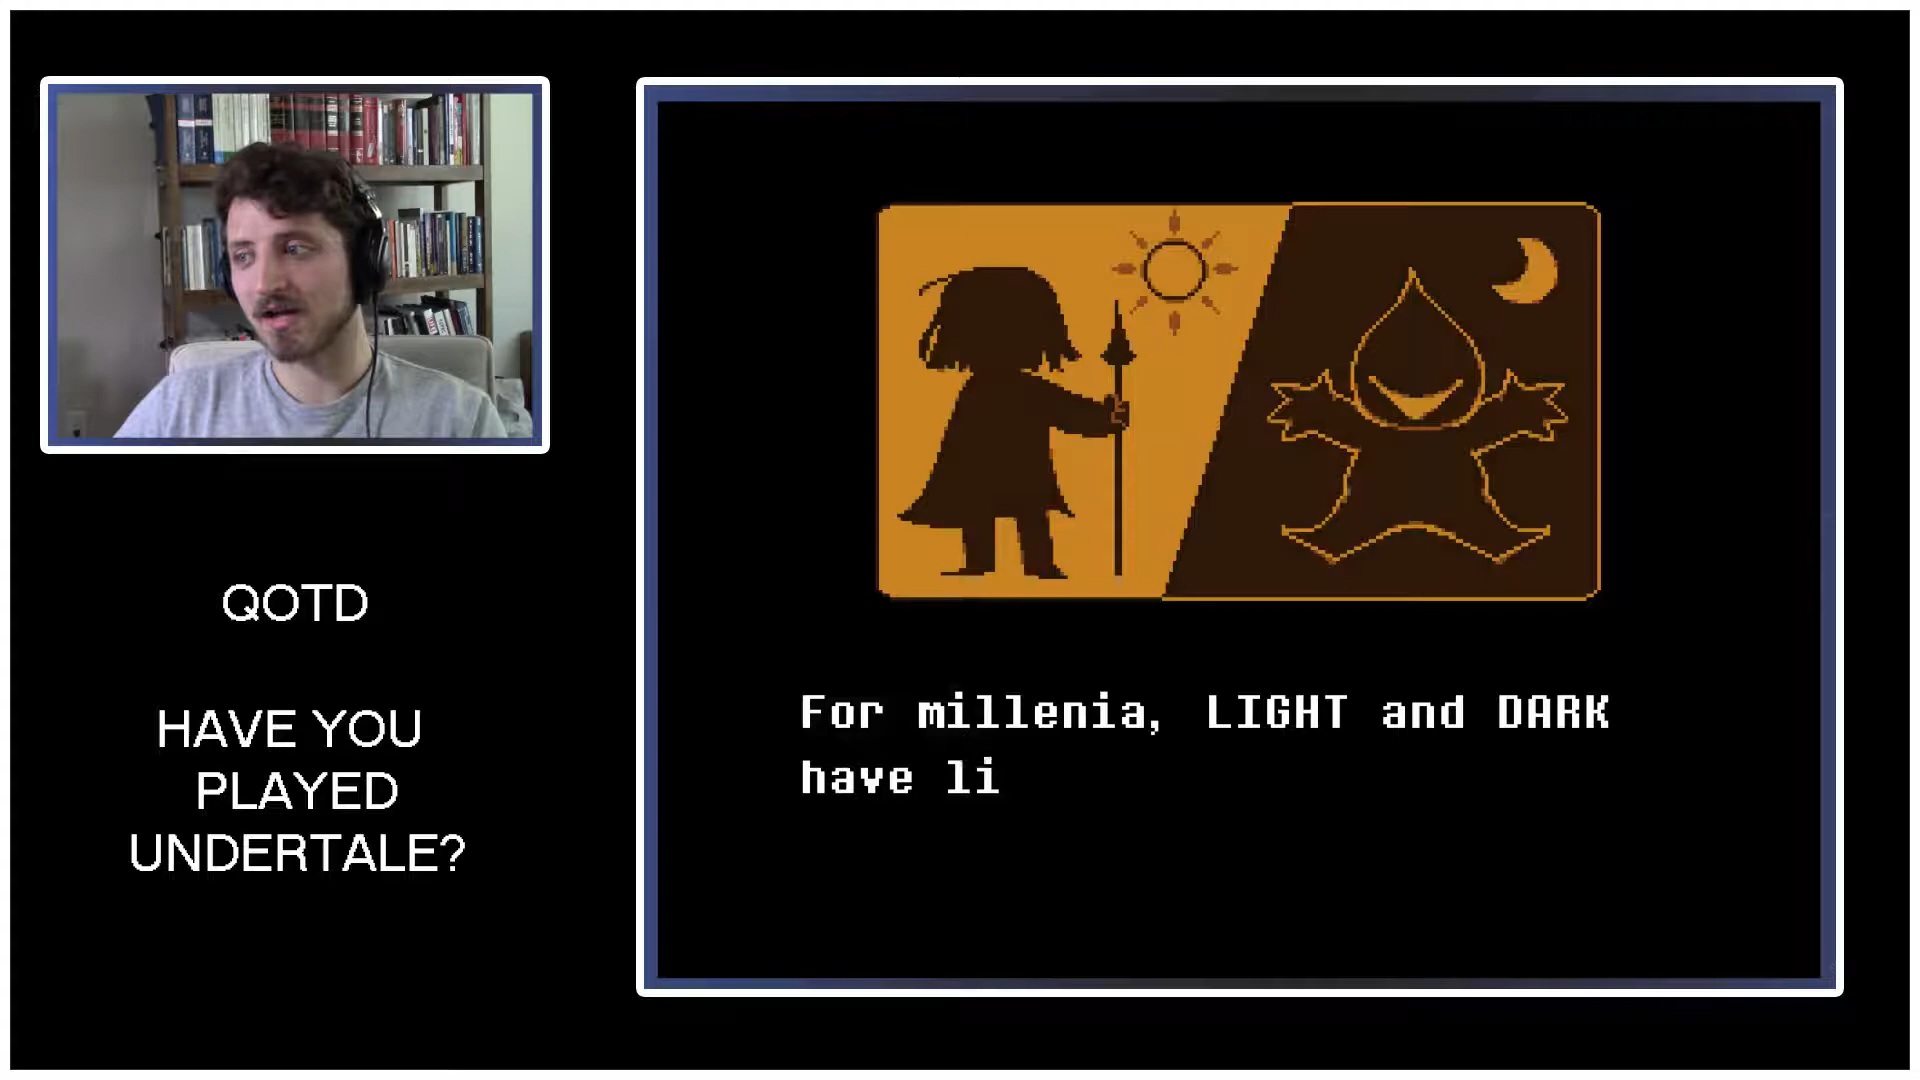 QOTD
HAVE YOU
PLAYED
UNDERTALE?
For millenia, LIGHT and DARK
have li